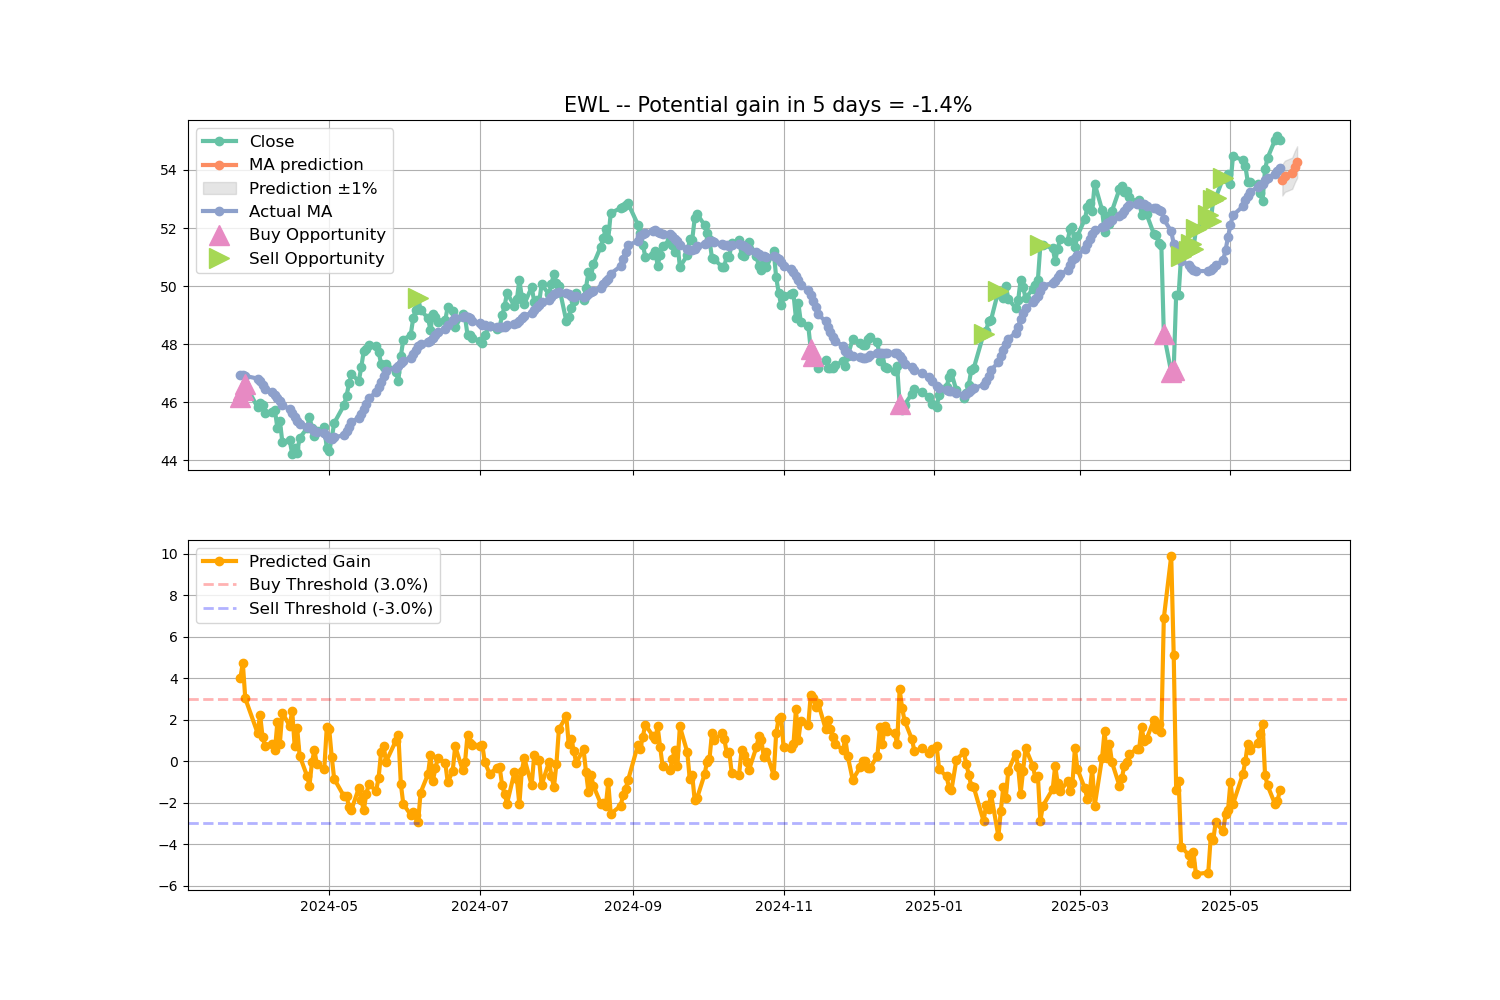 EWL -- Potential gain in 5 days = -1.4%
Close
MA prediction
Prediction ±1%
Actual MA
Buy Opportunity
Sell Opportunity
54
52
50
48
46
44
Predicted Gain
Buy Threshold (3.0%)
Sell Threshold (-3.0%)
10
8
6
4
2
0
−2
−4
−6
2024-05 2024-07 2024-09 2024-11 2025-01 2025-03 2025-05